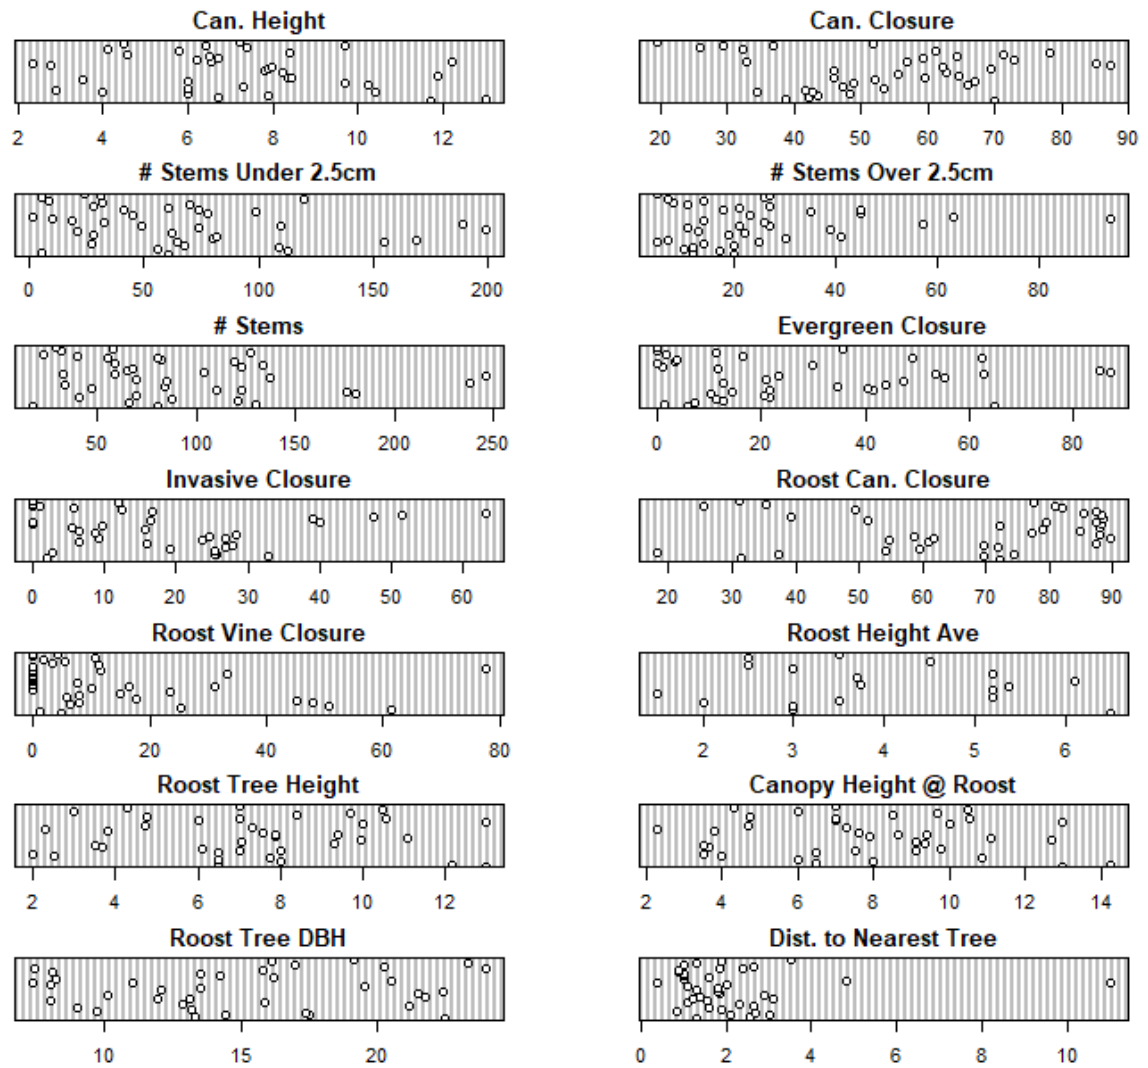 Can. Height
2 4 6 8 10 12
Can. Closure
20 30 40 50 60 70 80 90
# Stems Under 2.5cm
0 50 100 150 200
# Stems Over 2.5cm
20 40 60 80
# Stems
50 100 150 200 250
Evergreen Closure
0 20 40 60 80
Invasive Closure
0 10 20 30 40 50 60
Roost Can. Closure
20 30 40 50 60 70 80 90
Roost Vine Closure
0 20 40 60 80
Roost Height Ave
2 3 4 5 6
Roost Tree Height
2 4 6 8 10 12
Canopy Height @ Roost
2 4 6 8 10 12 14
Roost Tree DBH
10 15 20
Dist. to Nearest Tree
0 2 4 6 8 10